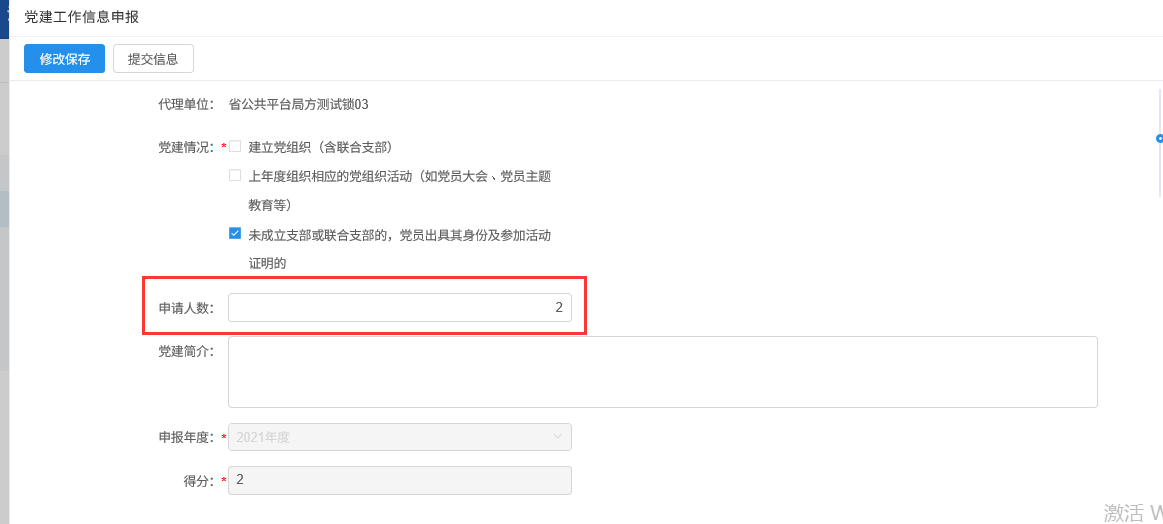 党建工作信息申报
修改保存 提交信息
代理单位： 省公共平台局方测试锁03
党建情况：* 建立党组织（含联合支部）
上年度组织相应的党组织活动（如党员大会、党员主题
教育等）
未成立支部或联合支部的，党员出具其身份及参加活动
证明的
申请人数： 2
党建简介：
申报年度：* 2021年度
得分：* 2
激活 W